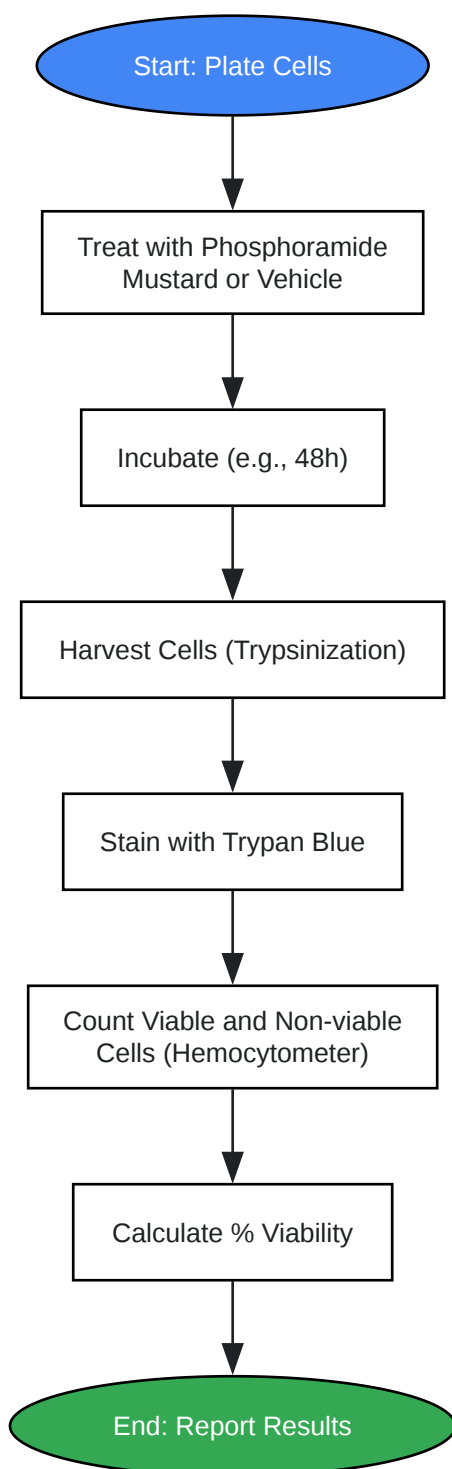 Start: Plate Cells
Treat with Phosphoramide
Mustard or Vehicle
Incubate (e.g., 48h)
Harvest Cells (Trypsinization)
Stain with Trypan Blue
Count Viable and Non-viable
Cells (Hemocytometer)
Calculate % Viability
End: Report Results